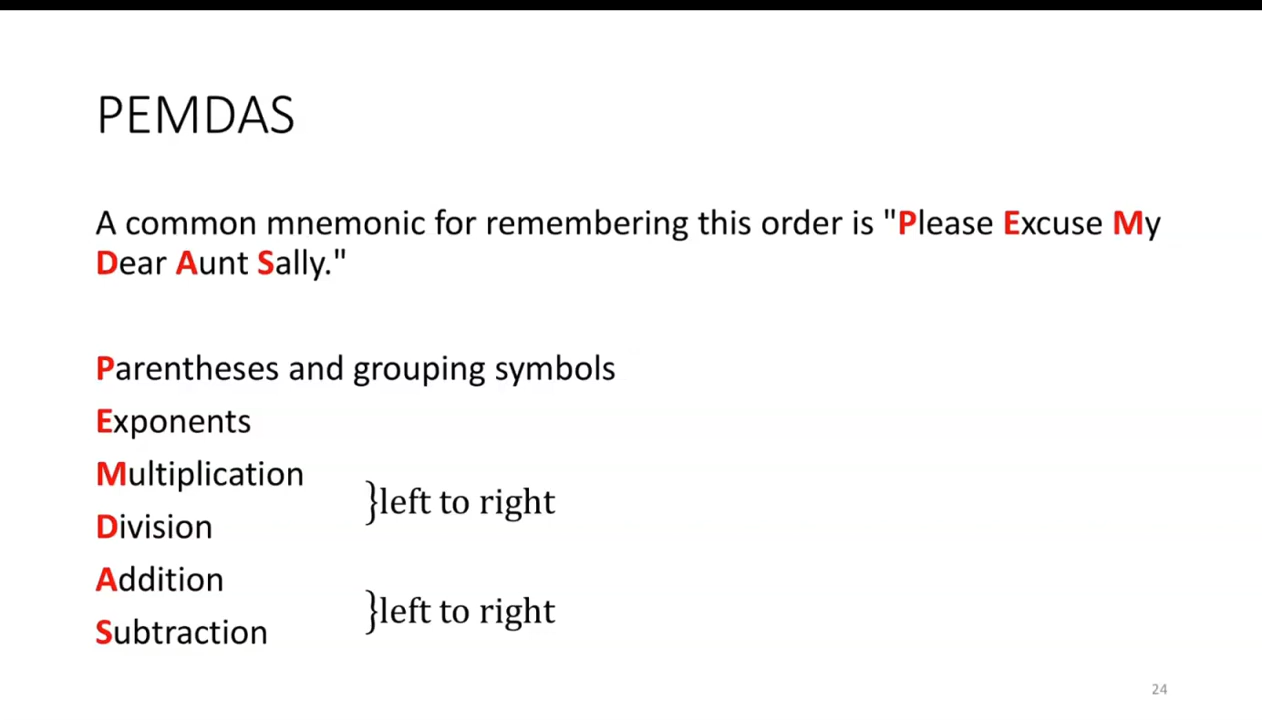 PEMDAS
A common mnemonic for remembering this order is "Please Excuse My
Dear Aunt Sally."
Parentheses and grouping symbols
Exponents
Multiplication
}left to right
Division
Addition
}left to right
Subtraction
24